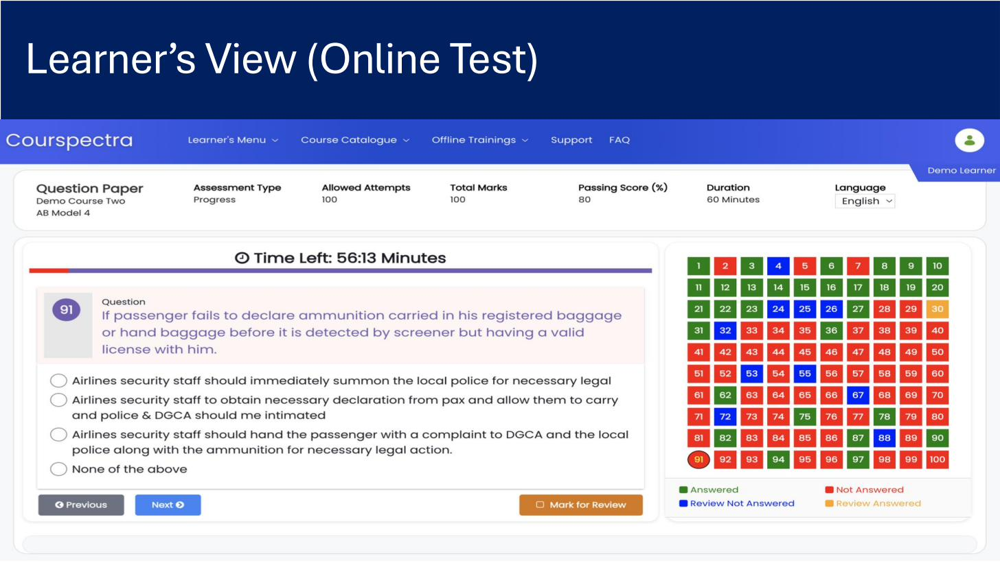 Learner’s View (Online Test)
Courspectra
Learner's Menu
Course Catalogue
Offline Trainings
Support
FAQ
Demo Learner
Question Paper
Demo Course Two
AB Model 4
Assessment Type
Progress
Allowed Attempts
100
Total Marks
100
Passing Score (%)
80
Duration
60 Minutes
Language
English
Time Left: 56:13 Minutes
91
Question
If passenger fails to declare ammunition carried in his registered baggage
or hand baggage before it is detected by screener but having a valid
license with him.
Airlines security staff should immediately summon the local police for necessary legal
Airlines security staff to obtain necessary declaration from pax and allow them to carry
and police & DGCA should me intimated
Airlines security staff should hand the passenger with a complaint to DGCA and the local
police along with the ammunition for necessary legal action.
None of the above
Previous
Next
Mark for Review
1 2 3 4 5 6 7 8 9 10
11 12 13 14 15 16 17 18 19 20
21 22 23 24 25 26 27 28 29 30
31 32 33 34 35 36 37 38 39 40
41 42 43 44 45 46 47 48 49 50
51 52 53 54 55 56 57 58 59 60
61 62 63 64 65 66 67 68 69 70
71 72 73 74 75 76 77 78 79 80
81 82 83 84 85 86 87 88 89 90
91 92 93 94 95 96 97 98 99 100
Answered
Not Answered
Review Not Answered
Review Answered